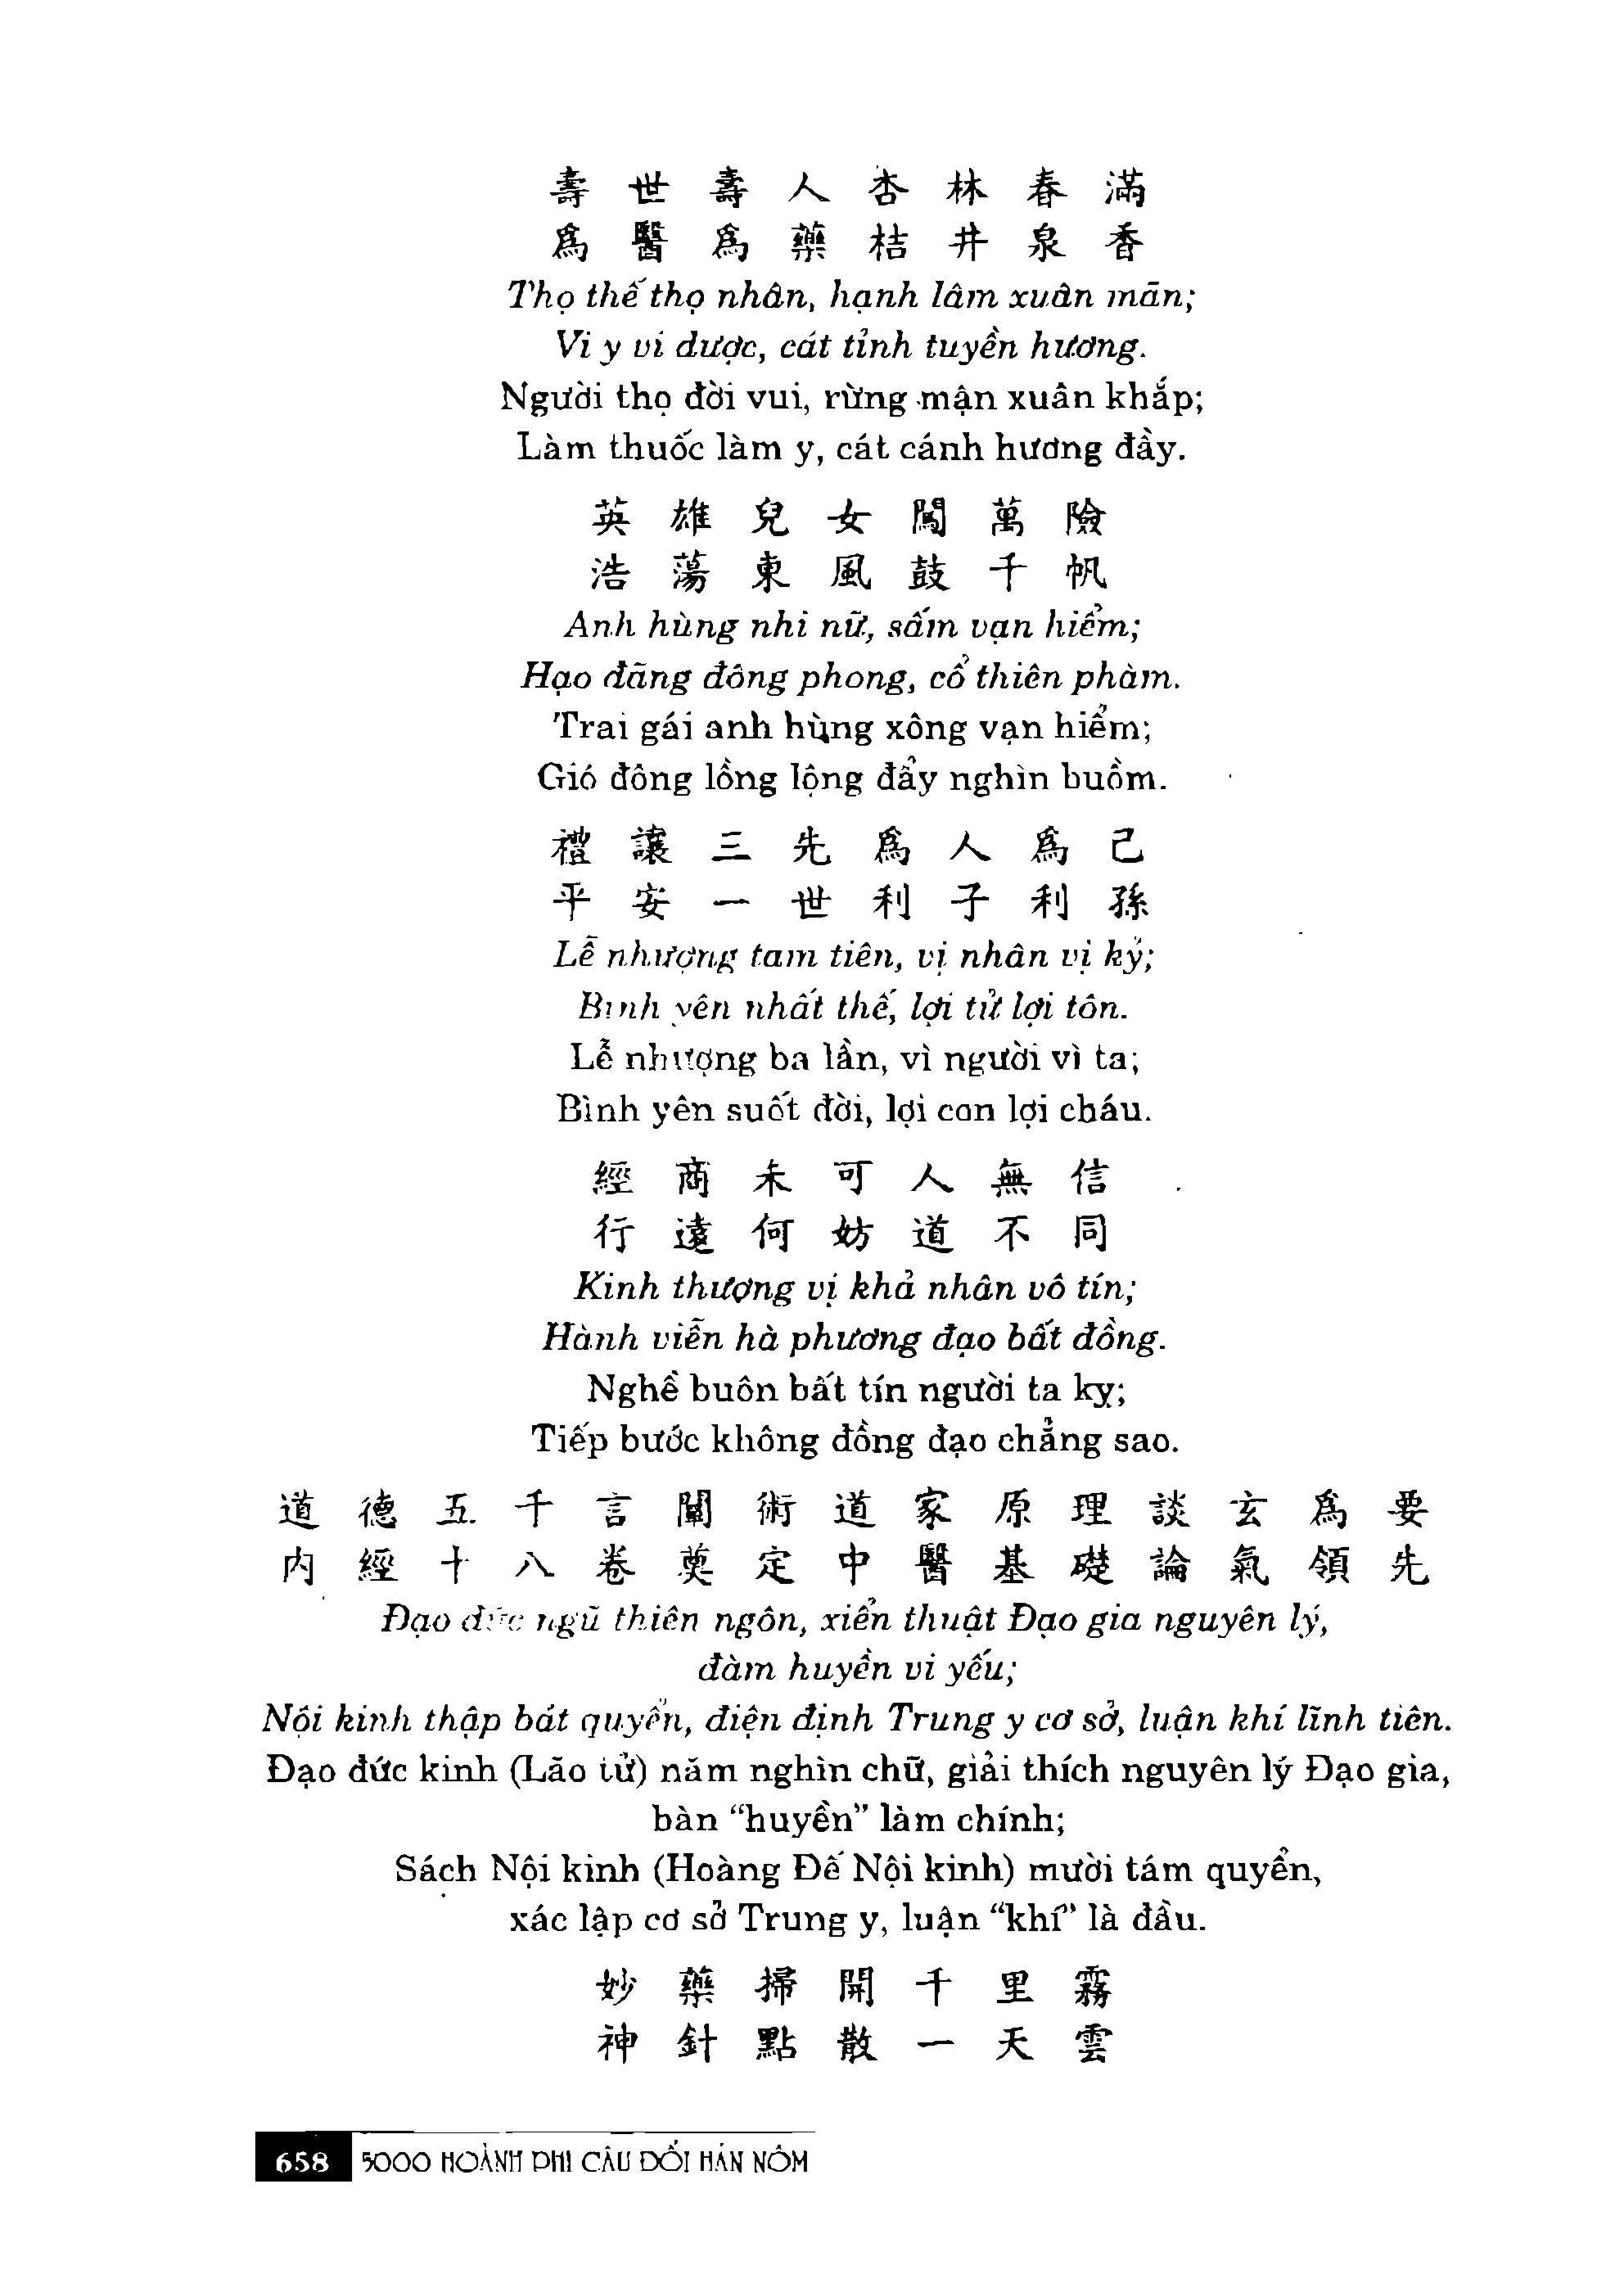 壽世壽人杏林春滿
爲醫爲藥桔井泉香
Thọ thế thọ nhân, hạnh lâm xuân mãn;
Vi y vi dược, cát tỉnh tuyền hương.
Người thọ đời vui, rừng mận xuân khắp;
Làm thuốc làm y, cát cánh hương đầy.
英雄兒女闖萬險
浩蕩東風鼓千帆
Anh hùng nhi nữ, sấm vạn hiểm;
Hạo đãng đông phong, cổ thiên phàm.
Trai gái anh hùng xông vạn hiểm;
Gió đông lồng lộng đẩy nghìn buồm.
禮讓三先爲人爲己
平安一世利子利孫
Lễ nhượng tam tiên, vị nhân vị kỷ;
Bình yên nhất thế, lợi tử lợi tôn.
Lễ nhượng ba lần, vì người vì ta;
Bình yên suốt đời, lợi con lợi cháu.
經商未可人無信
行遠何妨道不同
Kinh thượng vị khả nhân vô tín;
Hành viễn hà phương đạo bất đồng.
Nghề buôn bất tín người ta kỵ;
Tiếp bước không đồng đạo chẳng sao.
道德五千言闡術道家原理談玄爲要
内經十八卷奠定中醫基礎論氣領先
Đạo đức ngũ thiên ngôn, xiển thuật Đạo gia nguyên lý,
đàm huyền vi yếu;
Nội kinh thập bát quyển, điện định Trung y cơ sở, luận khí lĩnh tiên.
Đạo đức kinh (Lão tử) năm nghìn chữ, giải thích nguyên lý Đạo gia,
bàn “huyền” làm chính;
Sách Nội kinh (Hoàng Đế Nội kinh) mười tám quyển,
xác lập cơ sở Trung y, luận “khí” là đầu.
妙藥掃開千里霧
神針點散一天雲
658 5000 HOÀNH PHI CÂU ĐỐI HÁN NÔM